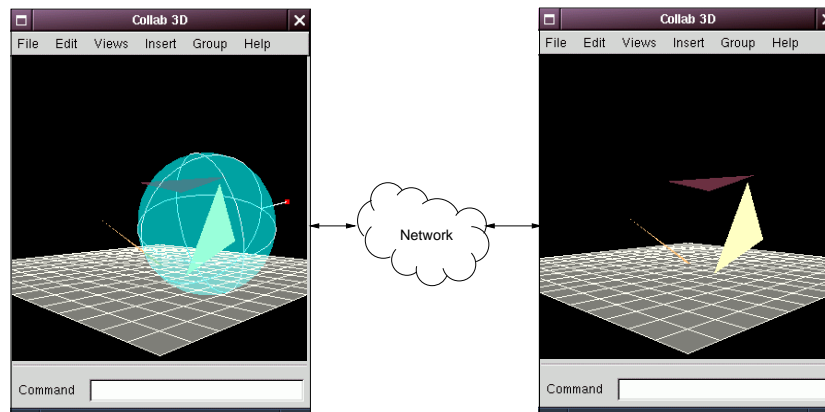 Collab 3D
File Edit Views Insert Group Help
Command
Network
Collab 3D
File Edit Views Insert Group Help
Command